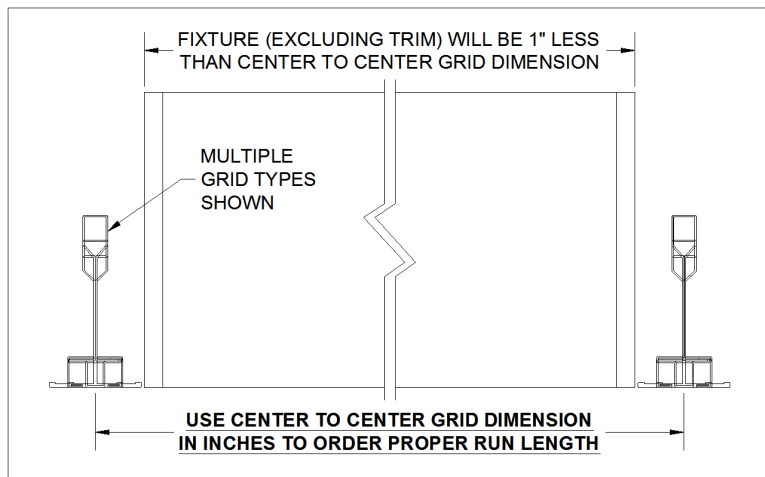 FIXTURE (EXCLUDING TRIM) WILL BE 1" LESS
THAN CENTER TO CENTER GRID DIMENSION
MULTIPLE
GRID TYPES
SHOWN
USE CENTER TO CENTER GRID DIMENSION
IN INCHES TO ORDER PROPER RUN LENGTH